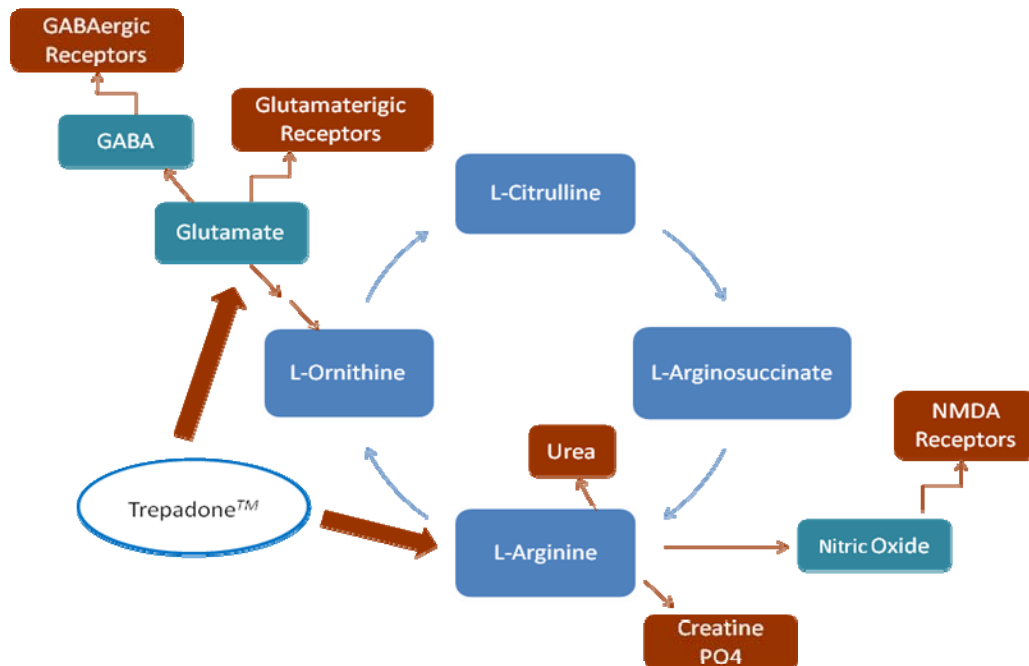 GABAergic
Receptors
Glutamaterigic
Receptors
GABA
L-Citrulline
Glutamate
L-Ornithine
L-Arginosuccinate
NMDA
Receptors
Urea
Trepadone™
L-Arginine
Nitric Oxide
Creatine
PO4